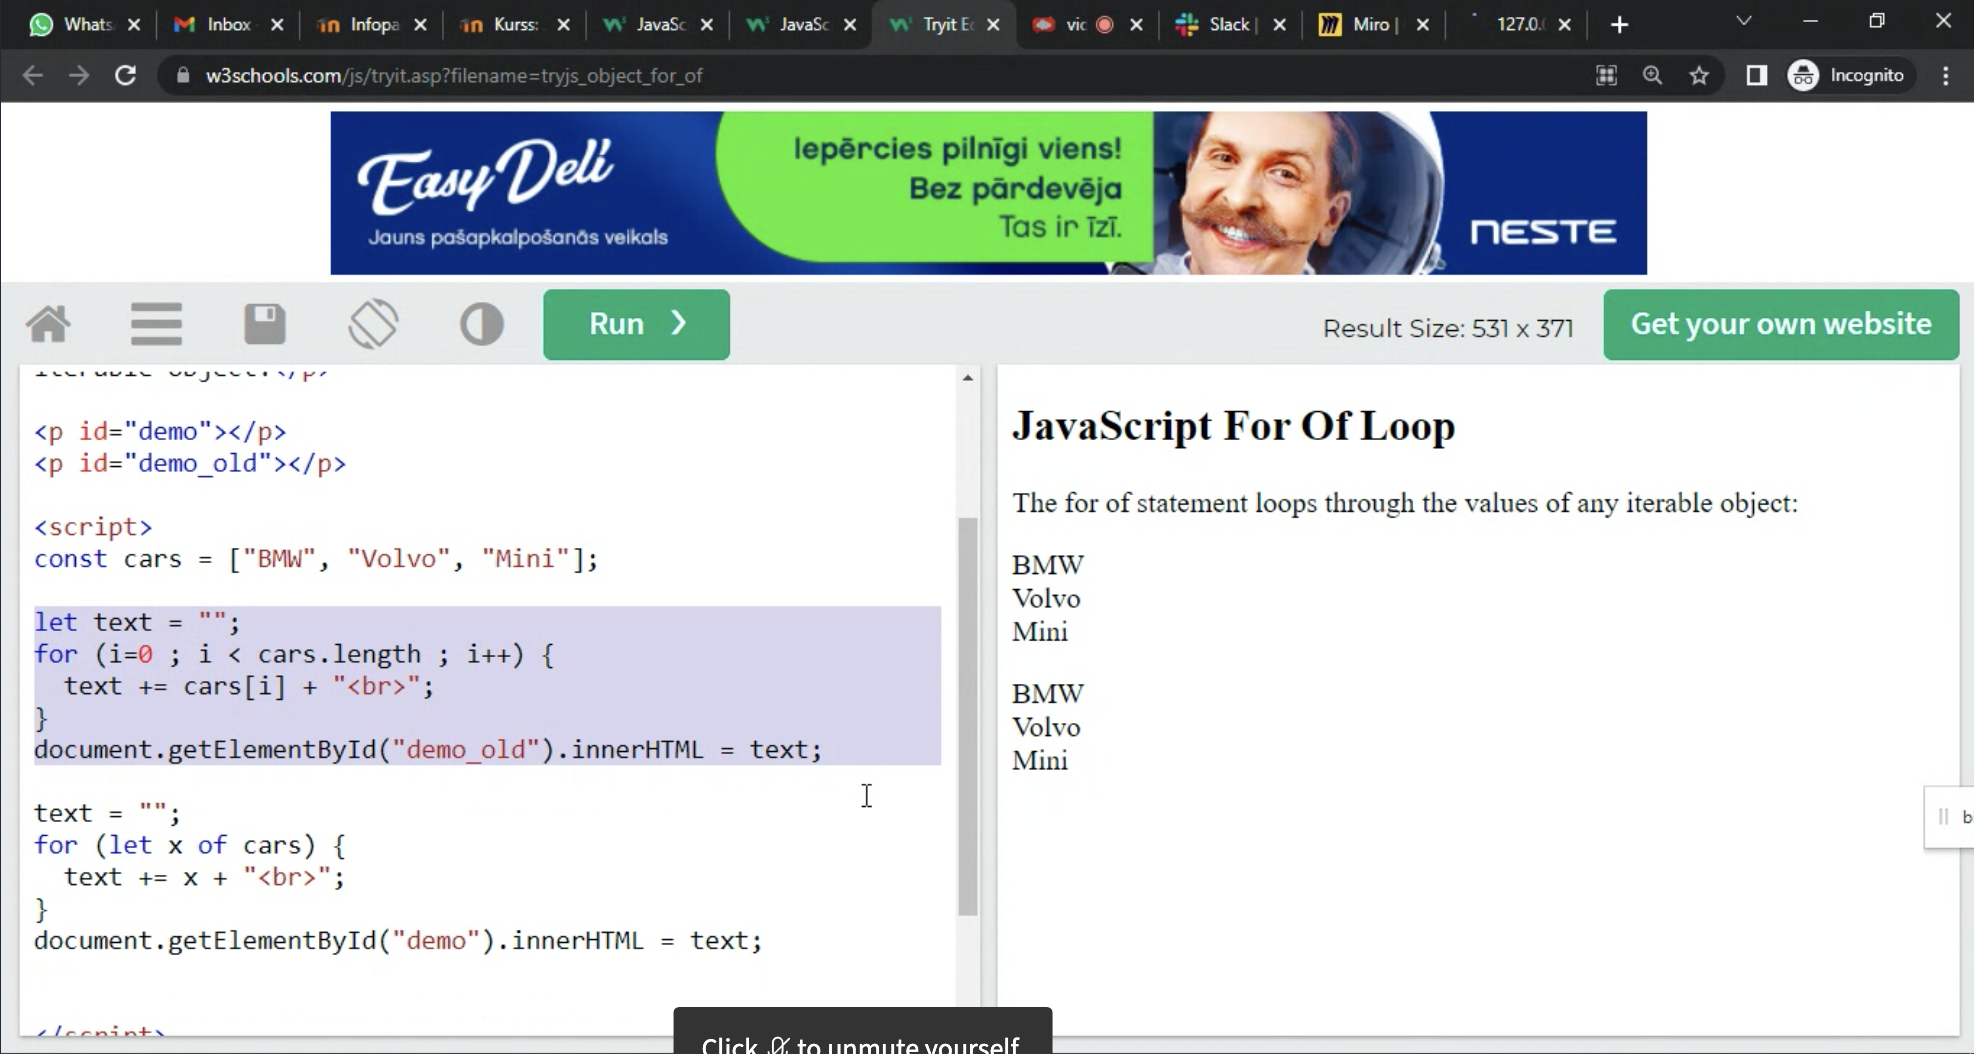 Whats
Inbox
Infopa
Kurss:
JavaSc
JavaSc
Tryit E
vic
Slack |
Miro |
127.0.
w3schools.com/js/tryit.asp?filename=tryjs_object_for_of
Incognito
Easy Deli
Jauns pašapkalpošanās veikals
Iepērcies pilnīgi viens!
Bez pārdevēja
Tas ir īzī.
NESTE
Run ❯
Result Size: 531 x 371
Get your own website
iterable object:</p>
<p id="demo"></p>
<p id="demo_old"></p>
<script>
const cars = ["BMW", "Volvo", "Mini"];
let text = "";
for (i=0 ; i < cars.length ; i++) {
  text += cars[i] + "<br>";
}
document.getElementById("demo_old").innerHTML = text;
text = "";
for (let x of cars) {
  text += x + "<br>";
}
document.getElementById("demo").innerHTML = text;
</script>
JavaScript For Of Loop
The for of statement loops through the values of any iterable object:
BMW
Volvo
Mini
BMW
Volvo
Mini
b
Click to unmute yourself